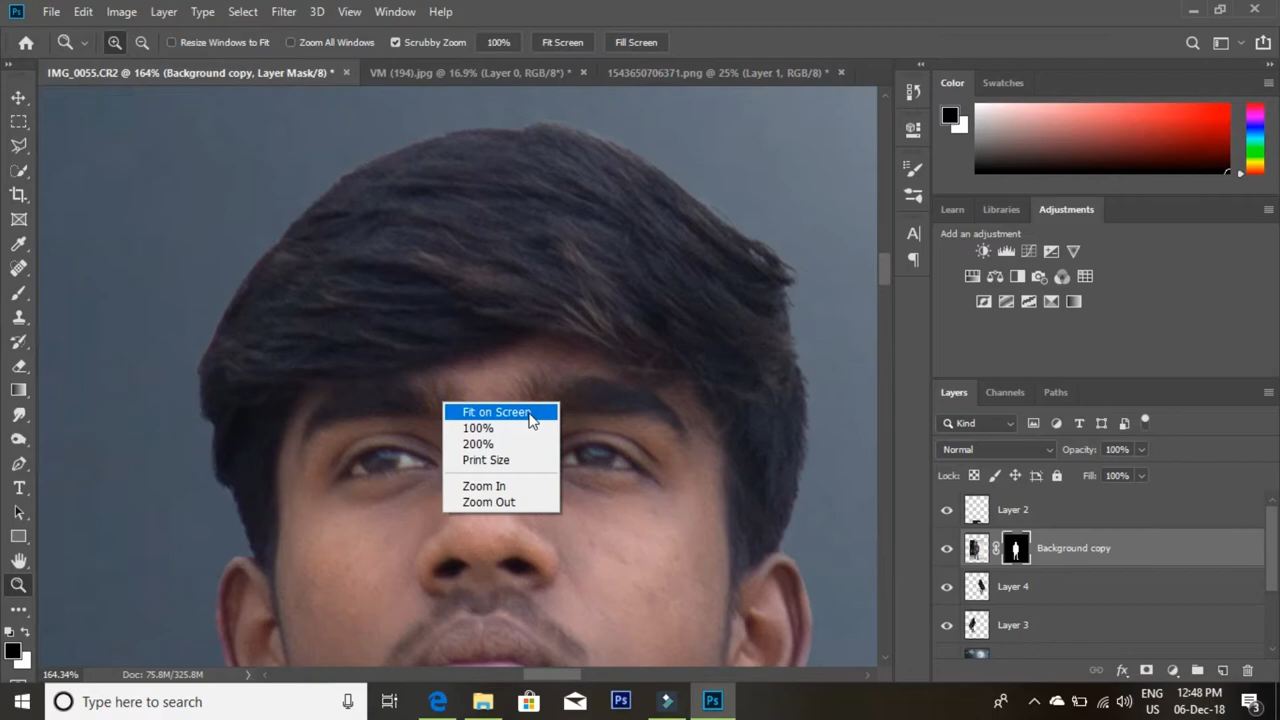 Ps File Edit Image Layer Type Select Filter 3D View Window Help
Resize Windows to Fit Zoom All Windows Scrubby Zoom 100% Fit Screen Fill Screen
IMG_0055.CR2 @ 164% (Background copy, Layer Mask/8) * × VM (194).jpg @ 16.9% (Layer 0, RGB/8*) * × 1543650706371.png @ 25% (Layer 1, RGB/8) * ×
Color Swatches
Learn Libraries Adjustments
Add an adjustment
Fit on Screen
100%
200%
Print Size
Zoom In
Zoom Out
Layers Channels Paths
Kind
Normal Opacity: 100%
Lock: Fill: 100%
Layer 2
Background copy
Layer 4
Layer 3
164.34% Doc: 75.8M/325.8M
Type here to search
Ps
Ps
ENG
US
12:48 PM
06-Dec-18
3